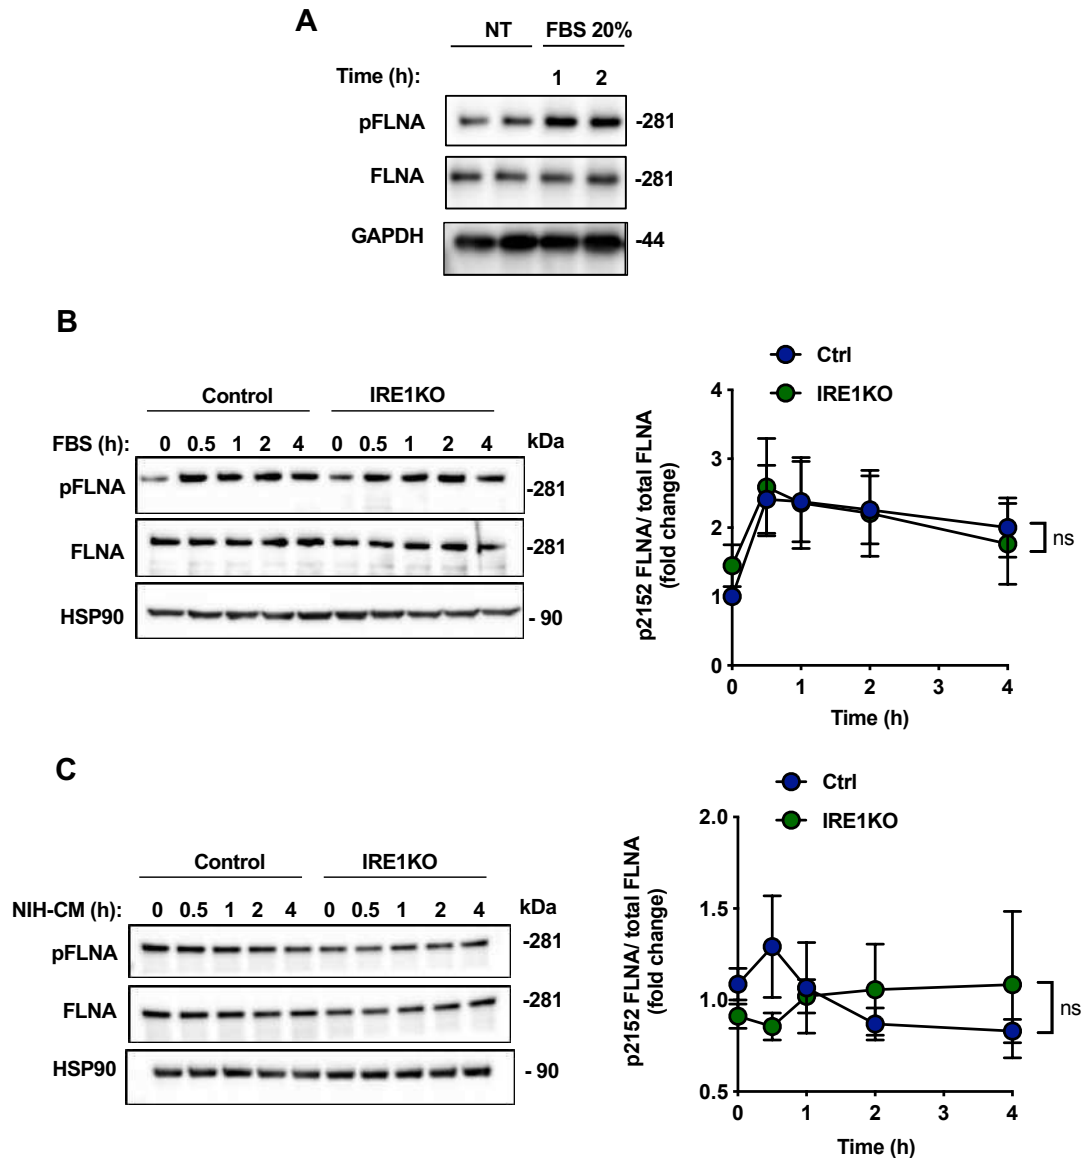 A
NT FBS 20%
Time (h): 1 2
pFLNA -281
FLNA -281
GAPDH -44
B
Control IRE1KO
FBS (h): 0 0.5 1 2 4 0 0.5 1 2 4 kDa
pFLNA -281
FLNA -281
HSP90 - 90
Ctrl
IRE1KO
p2152 FLNA/ total FLNA
(fold change)
4
3
2
1
0
ns
0 1 2 3 4
Time (h)
C
Control IRE1KO
NIH-CM (h): 0 0.5 1 2 4 0 0.5 1 2 4 kDa
pFLNA -281
FLNA -281
HSP90 - 90
Ctrl
IRE1KO
p2152 FLNA/ total FLNA
(fold change)
2.0
1.5
1.0
0.5
ns
0 1 2 3 4
Time (h)